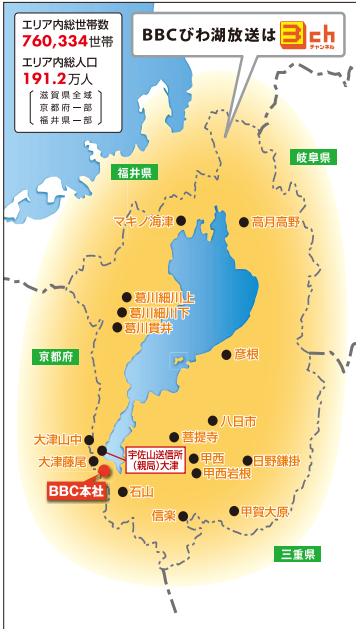 エリア内総世帯数
760,334世帯
エリア内総人口
191.2万人
滋賀県全域
京都府一部
福井県一部
BBCびわ湖放送は 3ch
チャンネル
岐阜県
福井県
マキノ海津
高月高野
葛川細川上
葛川細川下
葛川貫井
京都府
彦根
八日市
大津山中
菩提寺
宇佐山送信所
(親局)大津
大津藤尾
甲西
日野鎌掛
甲西岩根
BBC本社
石山
信楽
甲賀大原
三重県